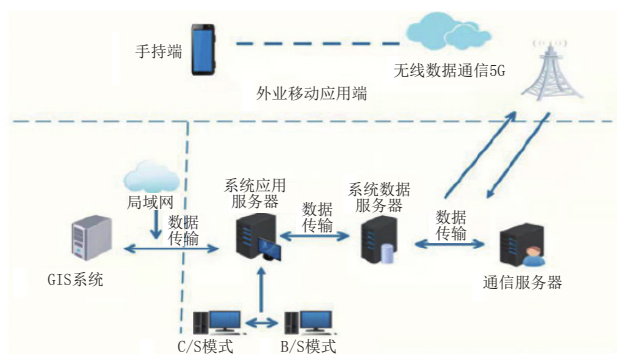 手持端
无线数据通信5G
外业移动应用端
局域网
数据
传输
GIS系统
系统应用
服务器
数据
传输
系统数据
服务器
数据
传输
通信服务器
C/S模式
B/S模式